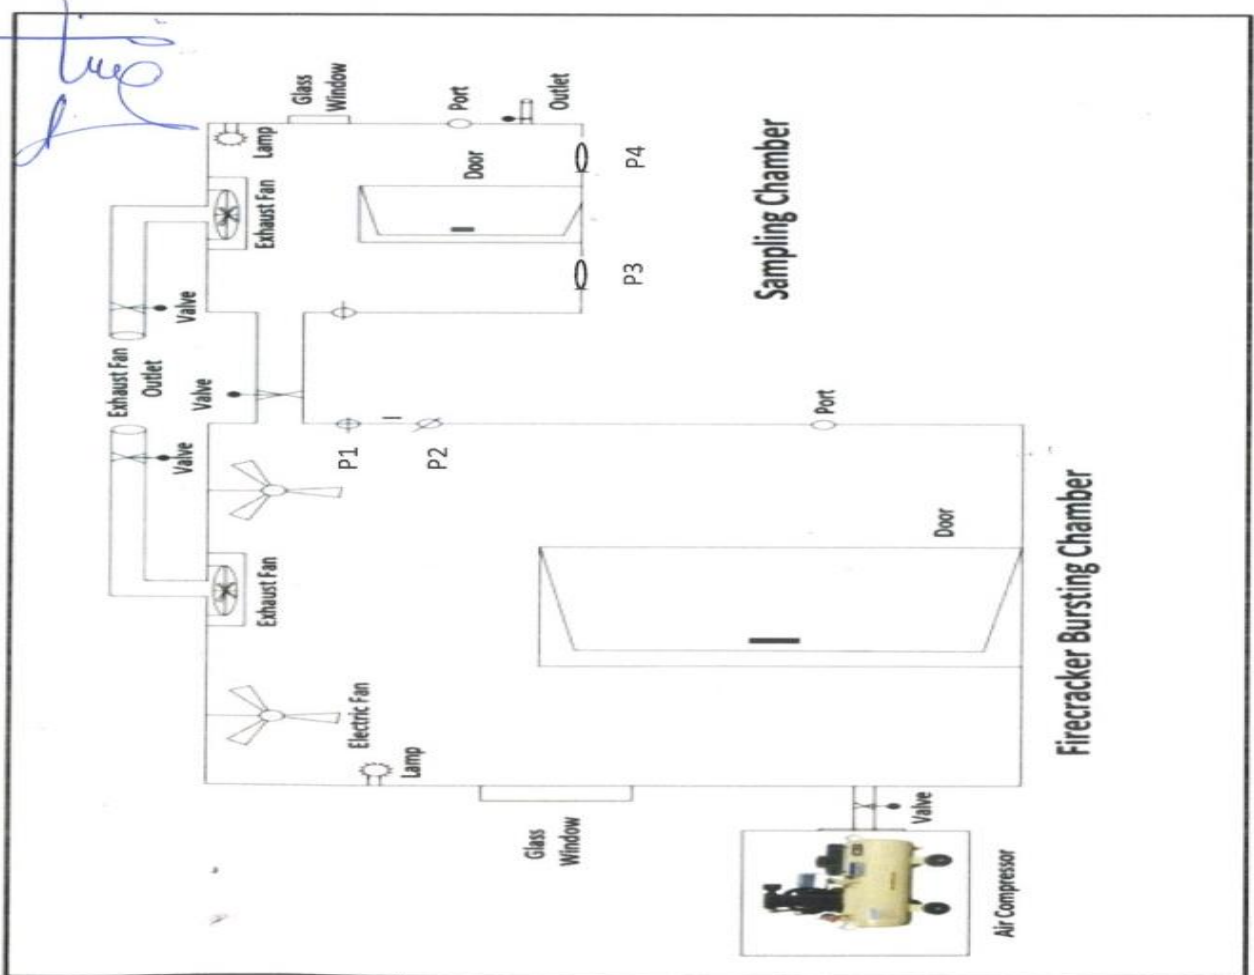 Glass
Window
Port
Outlet
Lamp
Door
P4
Exhaust Fan
P3
Sampling Chamber
Valve
Exhaust Fan
Outlet
Valve
Valve
P1
P2
Port
Exhaust Fan
Door
Firecracker Bursting Chamber
Electric Fan
Lamp
Glass
Window
Valve
Air Compressor